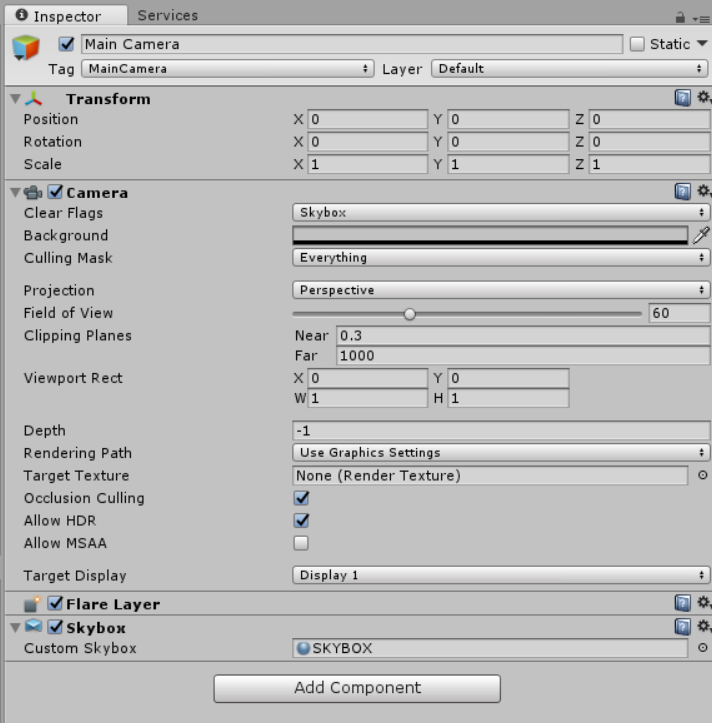 Inspector Services
Main Camera Static
Tag MainCamera Layer Default
Transform
Position X 0 Y 0 Z 0
Rotation X 0 Y 0 Z 0
Scale X 1 Y 1 Z 1
Camera
Clear Flags Skybox
Background
Culling Mask Everything
Projection Perspective
Field of View 60
Clipping Planes Near 0.3
Far 1000
Viewport Rect X 0 Y 0
W 1 H 1
Depth -1
Rendering Path Use Graphics Settings
Target Texture None (Render Texture)
Occlusion Culling
Allow HDR
Allow MSAA
Target Display Display 1
Flare Layer
Skybox
Custom Skybox SKYBOX
Add Component